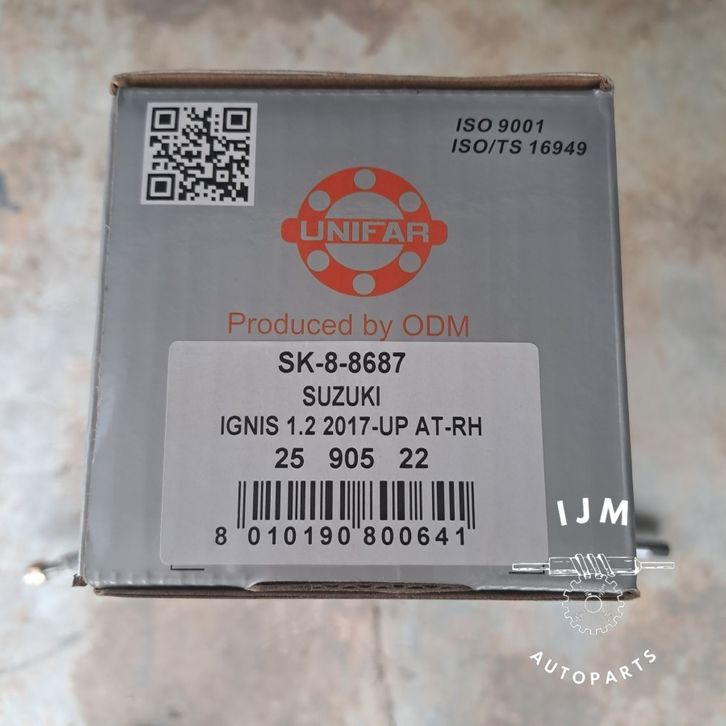 ISO 9001
ISO/TS 16949
UNIFAR
Produced by ODM
SK-8-8687
SUZUKI
IGNIS 1.2 2017-UP AT-RH
25 905 22
8 010190 800641
IJM
AUTOPARTS